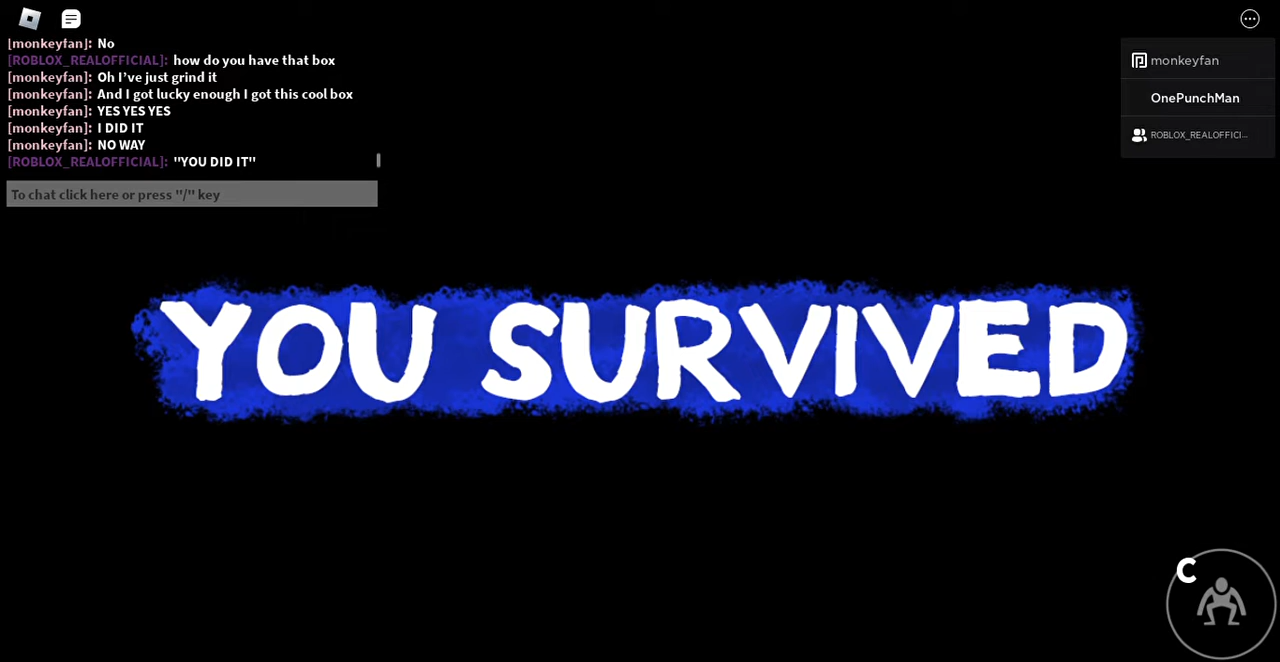 [monkeyfan]: No
[ROBLOX_REALOFFICIAL]: how do you have that box
[monkeyfan]: Oh I've just grind it
[monkeyfan]: And I got lucky enough I got this cool box
[monkeyfan]: YES YES YES
[monkeyfan]: I DID IT
[monkeyfan]: NO WAY
[ROBLOX_REALOFFICIAL]: "YOU DID IT"
To chat click here or press "/" key
monkeyfan
OnePunchMan
ROBLOX_REALOFFICI...
YOU SURVIVED
C